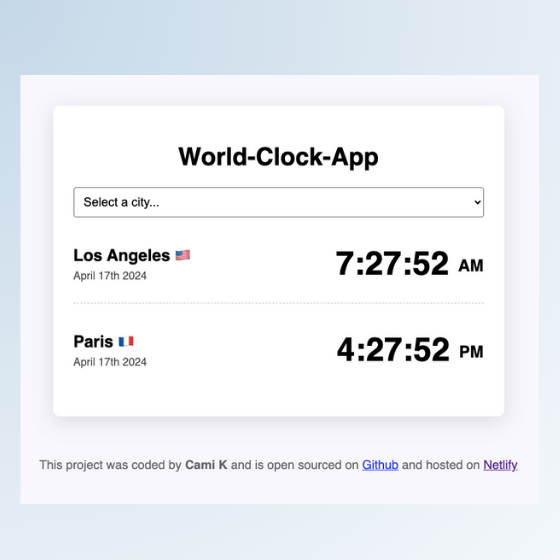 World-Clock-App
Select a city...
Los Angeles 🇺🇸
April 17th 2024
7:27:52 AM
Paris 🇫🇷
April 17th 2024
4:27:52 PM
This project was coded by Cami K and is open sourced on Github and hosted on Netlify